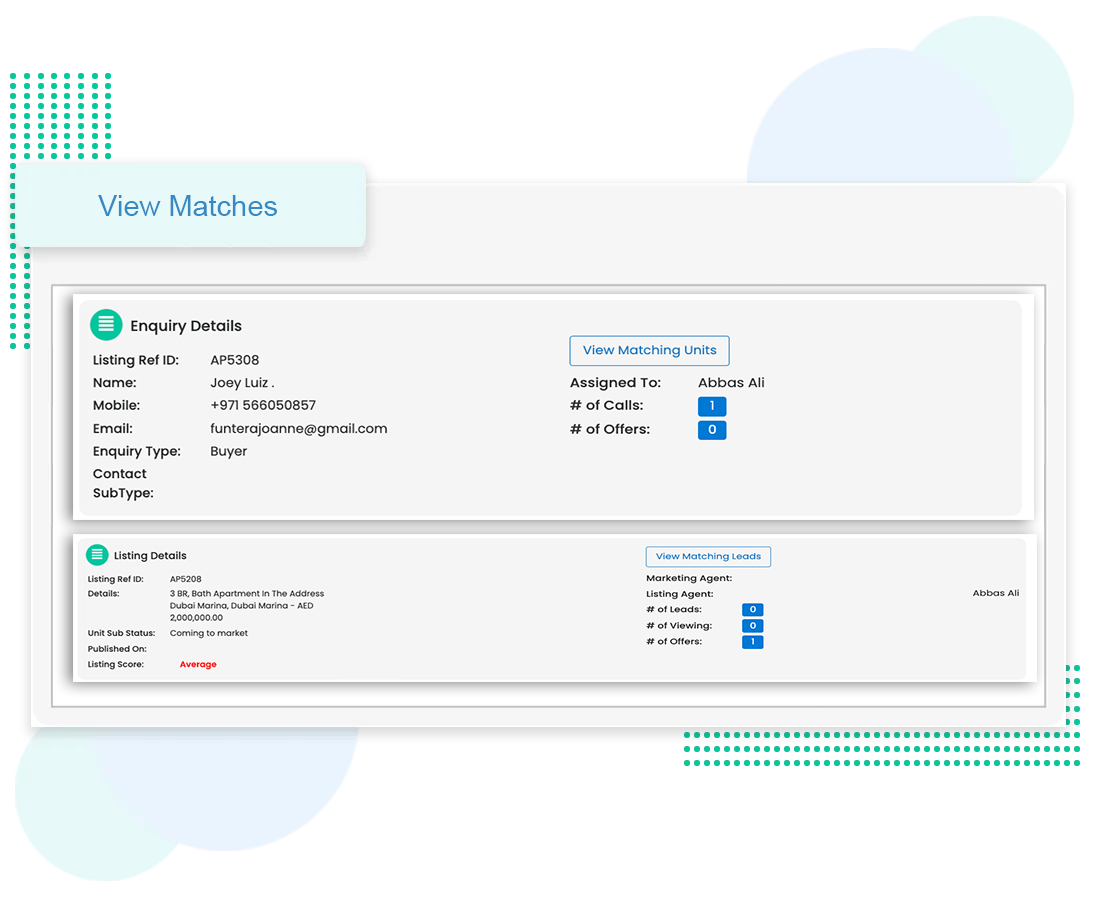 View Matches
Enquiry Details
View Matching Units
Listing Ref ID: AP5308
Name: Joey Luiz .
Assigned To: Abbas Ali
Mobile: +971 566050857
# of Calls: 1
Email: funterajoanne@gmail.com
# of Offers: 0
Enquiry Type: Buyer
Contact
SubType:
Listing Details
View Matching Leads
Listing Ref ID: AP5208
Marketing Agent:
Details: 3 BR, Bath Apartment In The Address
Dubai Marina, Dubai Marina - AED
2,000,000.00
Listing Agent: Abbas Ali
# of Leads: 0
# of Viewing: 0
Unit Sub Status: Coming to market
# of Offers: 1
Published On:
Listing Score: Average